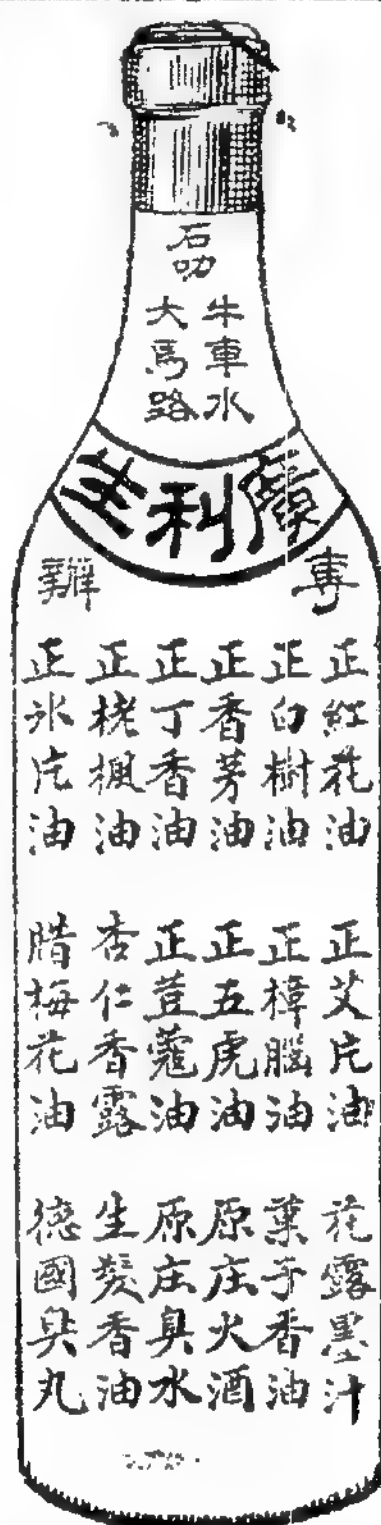 石叻
牛車水
大馬路
廣利生
專辦
正紅花油
正白樹油
正香茅油
正丁香油
正栳楓油
正氷片油
正艾片油
正樟腦油
正五虎油
正荳蔻油
杏仁香露
腊梅花油
花露墨汁
菓子香油
原庄火酒
原庄臭水
生髮香油
德國臭丸